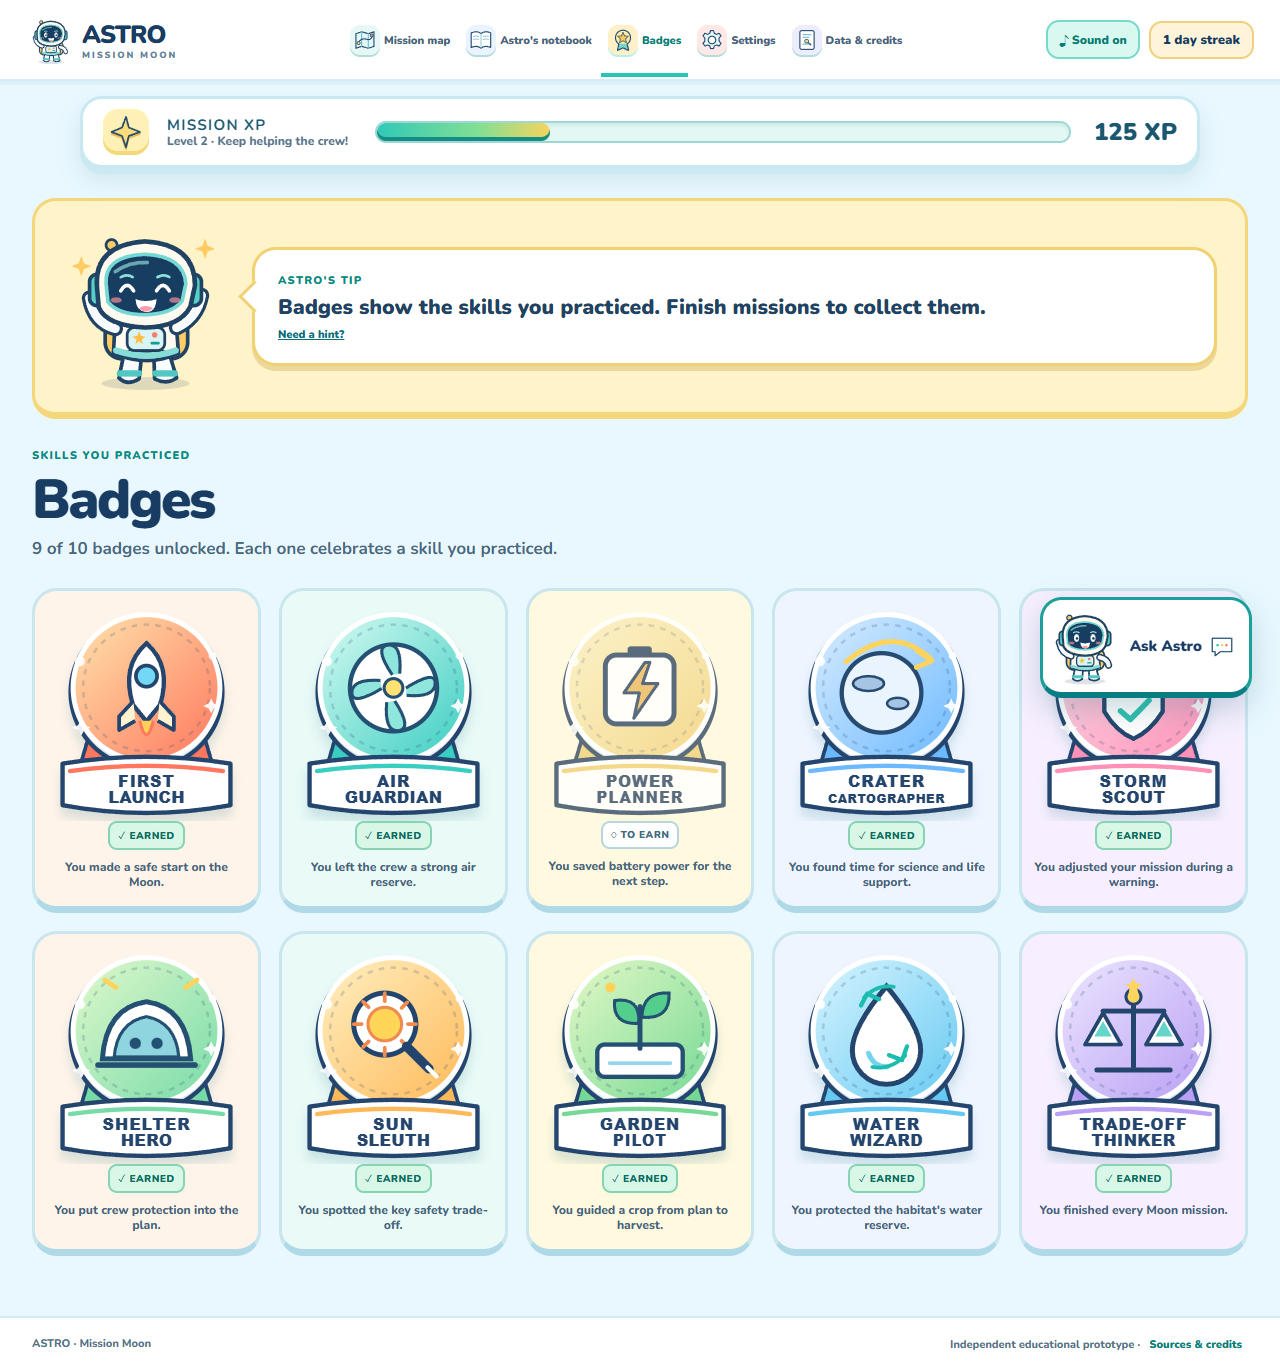 ASTRO
MISSION MOON
Mission map
Astro's notebook
Badges
Settings
Data & credits
♪ Sound on
1 day streak
MISSION XP
Level 2 · Keep helping the crew!
125 XP
ASTRO'S TIP
Badges show the skills you practiced. Finish missions to collect them.
Need a hint?
SKILLS YOU PRACTICED
Badges
9 of 10 badges unlocked. Each one celebrates a skill you practiced.
Ask Astro
FIRST
LAUNCH
✓ EARNED
You made a safe start on the
Moon.
AIR
GUARDIAN
✓ EARNED
You left the crew a strong air
reserve.
POWER
PLANNER
○ TO EARN
You saved battery power for the
next step.
CRATER
CARTOGRAPHER
✓ EARNED
You found time for science and life
support.
STORM
SCOUT
✓ EARNED
You adjusted your mission during a
warning.
SHELTER
HERO
✓ EARNED
You put crew protection into the
plan.
SUN
SLEUTH
✓ EARNED
You spotted the key safety trade-
off.
GARDEN
PILOT
✓ EARNED
You guided a crop from plan to
harvest.
WATER
WIZARD
✓ EARNED
You protected the habitat's water
reserve.
TRADE-OFF
THINKER
✓ EARNED
You finished every Moon mission.
ASTRO · Mission Moon
Independent educational prototype · Sources & credits